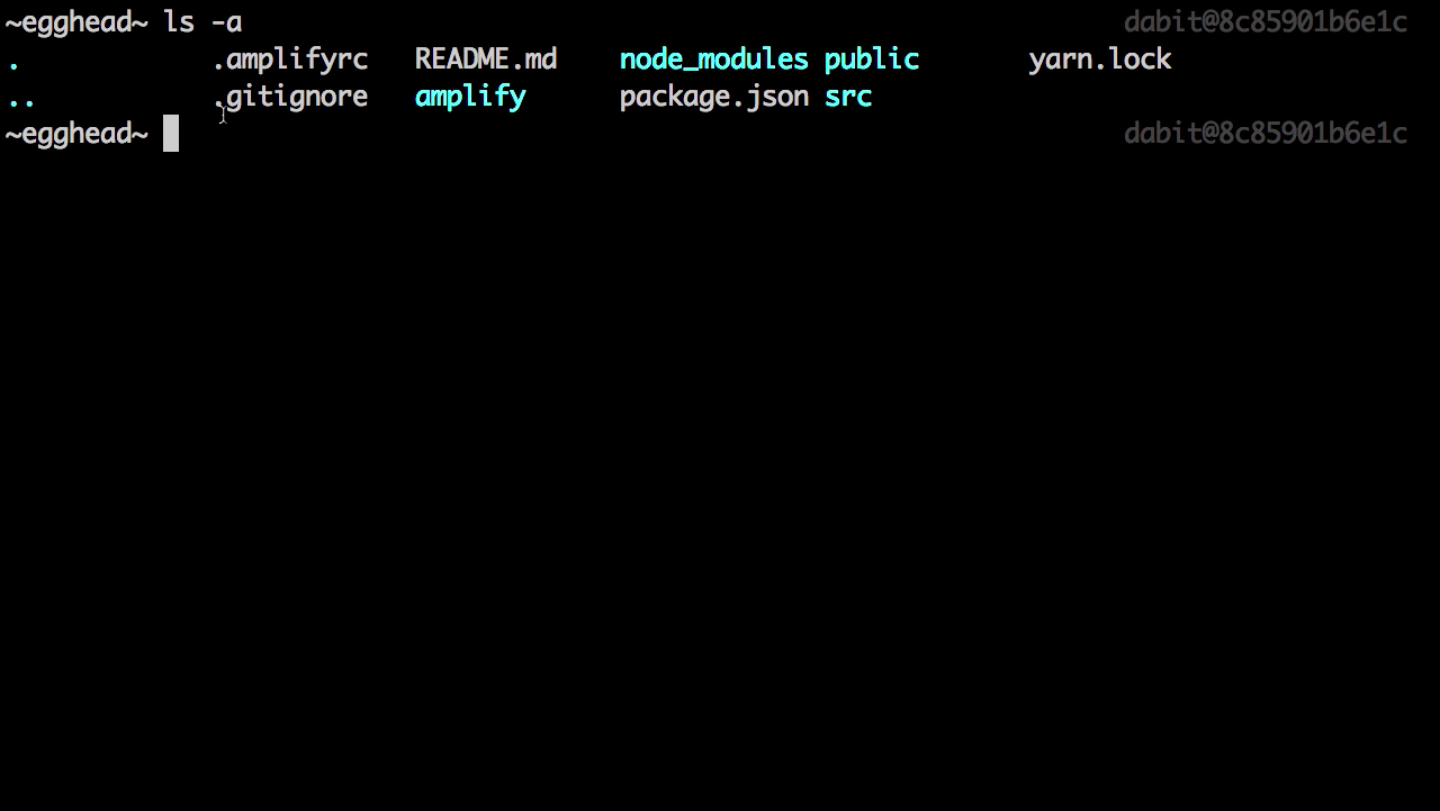 ~egghead~ ls -a dabit@8c85901b6e1c
. .amplifyrc README.md node_modules public yarn.lock
.. .gitignore amplify package.json src
~egghead~ dabit@8c85901b6e1c